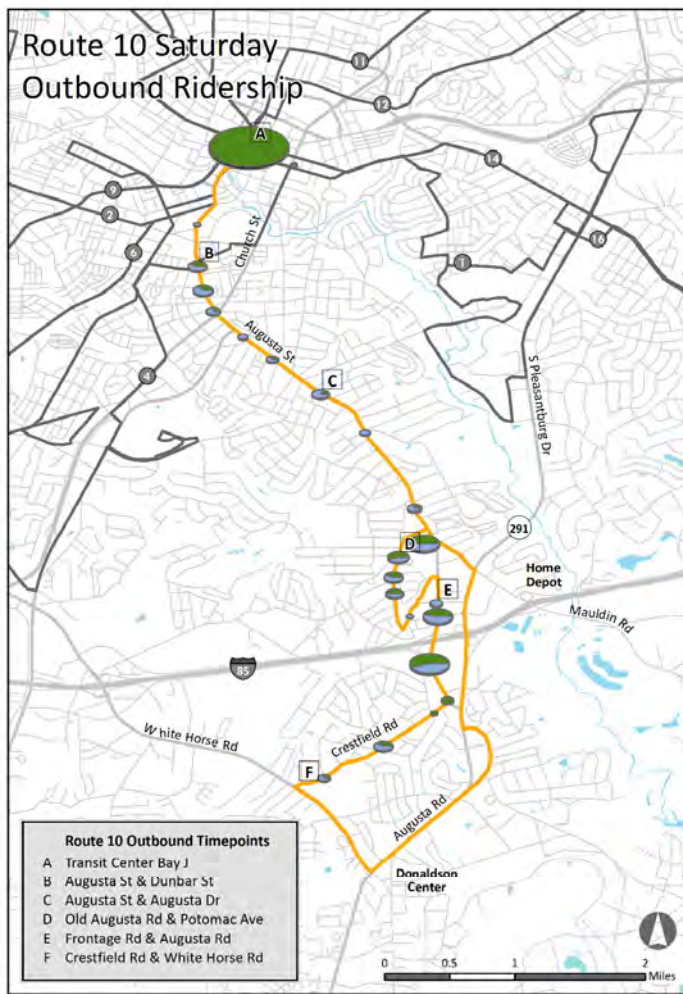 Route 10 Saturday
Outbound Ridership
11
12
A
14
9
2
6
B
Church St
16
1
Augusta St
4
C
S Pleasantburg Dr
291
D
Home
Depot
E
Mauldin Rd
85
White Horse Rd
Crestfield Rd
F
Augusta Rd
Donaldson
Center
Route 10 Outbound Timepoints
A Transit Center Bay J
B Augusta St & Dunbar St
C Augusta St & Augusta Dr
D Old Augusta Rd & Potomac Ave
E Frontage Rd & Augusta Rd
F Crestfield Rd & White Horse Rd
0 0.5 1 2
Miles